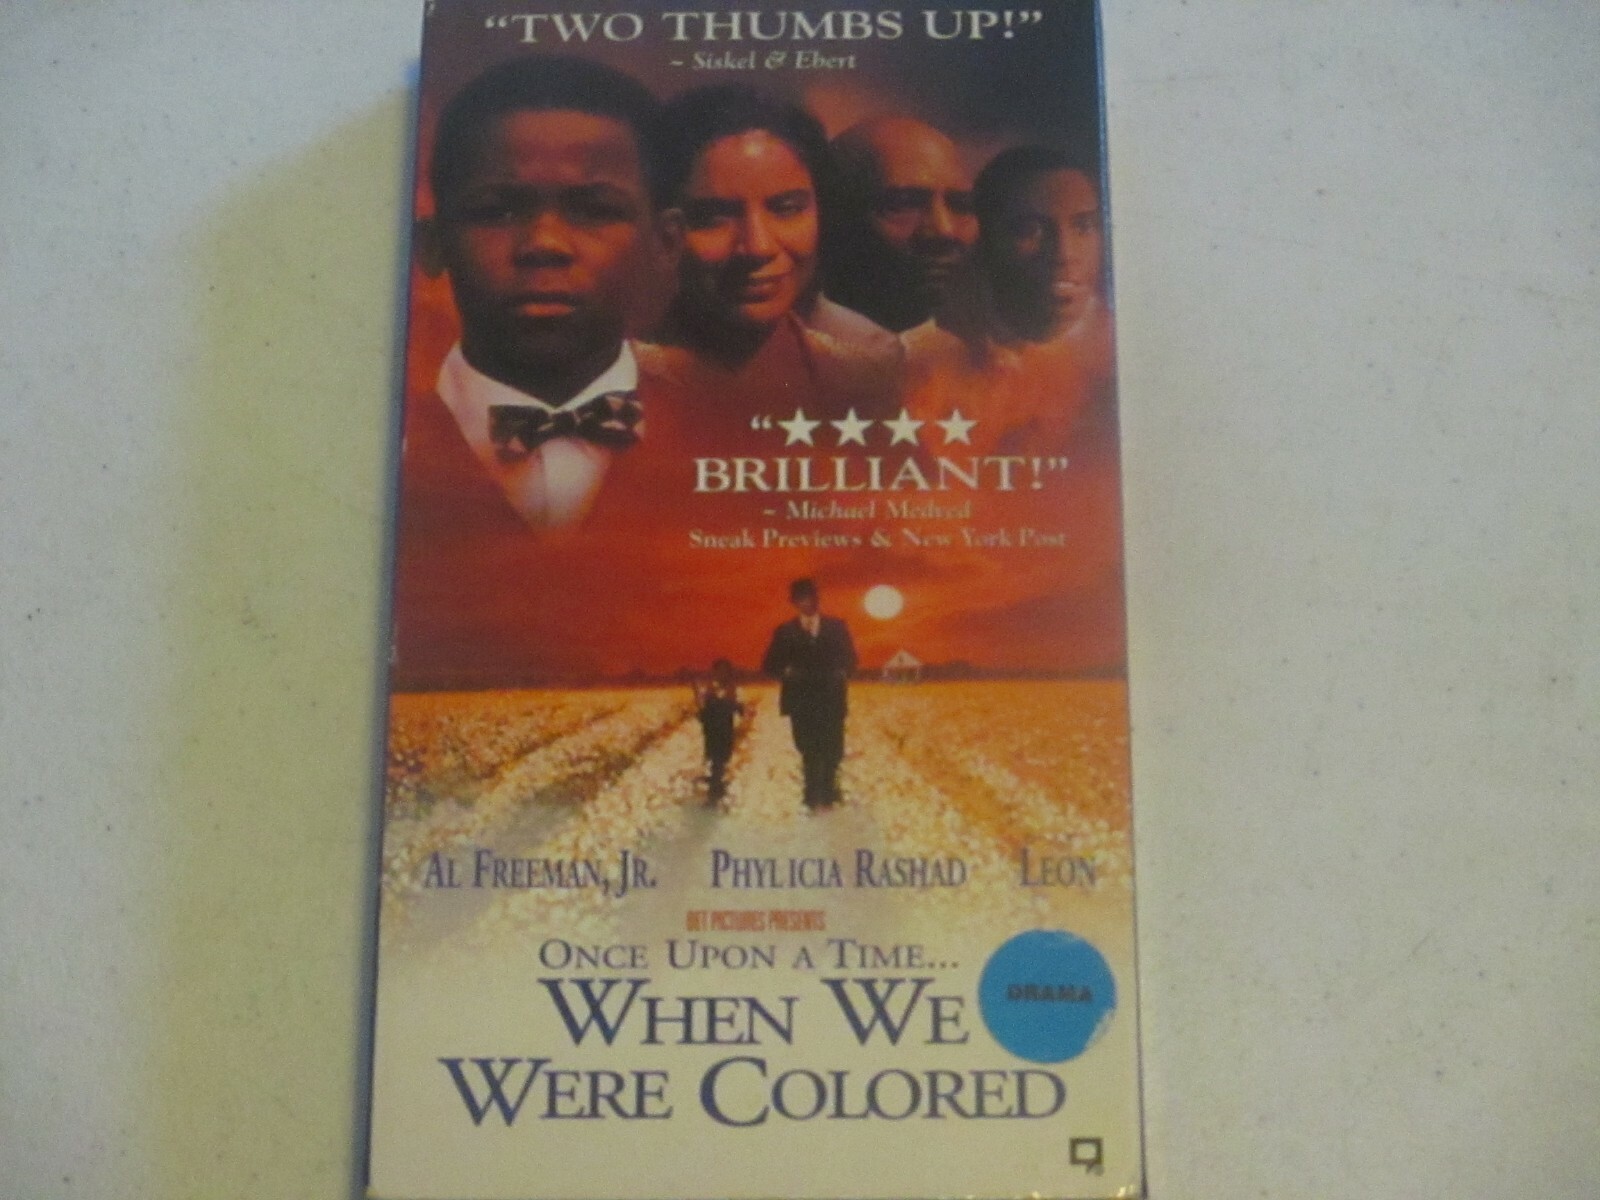 “TWO THUMBS UP!”
~ Siskel & Ebert
“★★★★
BRILLIANT!”
~ Michael Medved
Sneak Previews & New York Post
AL FREEMAN, JR. PHYLICIA RASHAD LEON
BET PICTURES PRESENTS
ONCE UPON A TIME...
WHEN WE
DRAMA
WERE COLORED